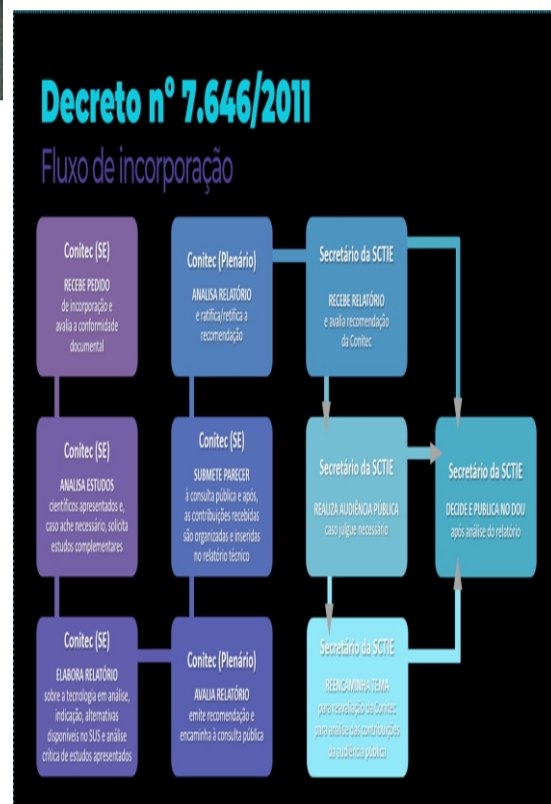 Decreto nº 7.646/2011
Fluxo de incorporação
Conitec (SE)
RECEBE PEDIDO
de incorporação e
avalia a conformidade
documental
Conitec (SE)
ANALISA ESTUDOS
científicos apresentados e,
caso ache necessário, solicita
estudos complementares
Conitec (SE)
ELABORA RELATÓRIO
sobre a tecnologia em análise,
indicação, alternativas
disponíveis no SUS e análise
crítica de estudos apresentados
Conitec (Plenário)
AVALIA RELATÓRIO
emite recomendação e
encaminha à consulta pública
Conitec (SE)
SUBMETE PARECER
à consulta pública e após,
as contribuições recebidas
são organizadas e inseridas
no relatório técnico
Conitec (Plenário)
ANALISA RELATÓRIO
e ratifica/retifica a
recomendação
Secretário da SCTIE
RECEBE RELATÓRIO
e avalia recomendação
da Conitec
Secretário da SCTIE
REALIZA AUDIÊNCIA PÚBLICA
caso julgue necessário
Secretário da SCTIE
REENCAMINHA TEMA
para reavaliação da Conitec
para análise das contribuições
da audiência pública
Secretário da SCTIE
DECIDE E PUBLICA NO DOU
após análise do relatório